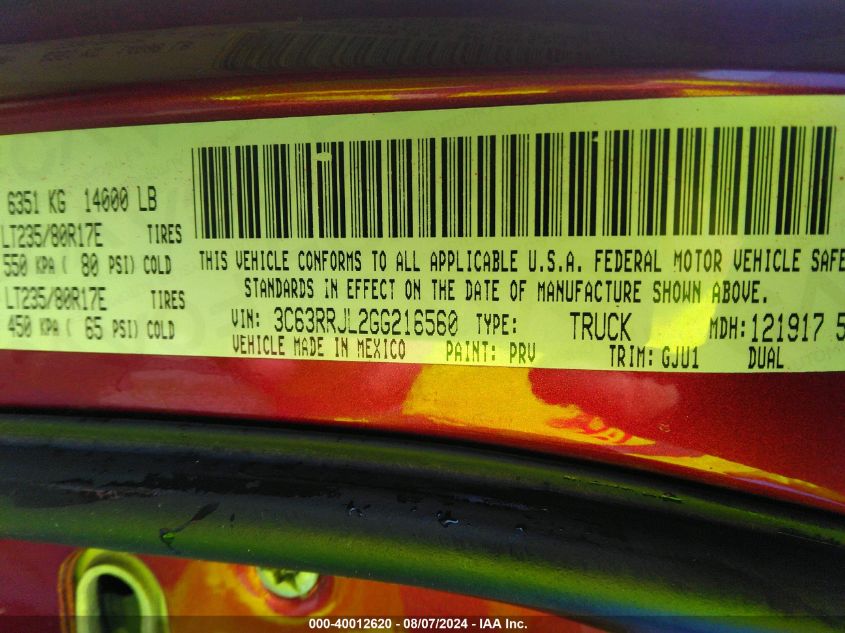 6351 KG 14000 LB
LT235/80R17E TIRES
550 KPA ( 80 PSI) COLD
LT235/80R17E TIRES
450 KPA ( 65 PSI) COLD
THIS VEHICLE CONFORMS TO ALL APPLICABLE U.S.A. FEDERAL MOTOR VEHICLE SAFE
STANDARDS IN EFFECT ON THE DATE OF MANUFACTURE SHOWN ABOVE.
VIN: 3C63RRJL2GG216560 TYPE: TRUCK MDH: 121917 5
VEHICLE MADE IN MEXICO PAINT: PRV TRIM: GJU1 DUAL
000-40012620 - 08/07/2024 - IAA Inc.